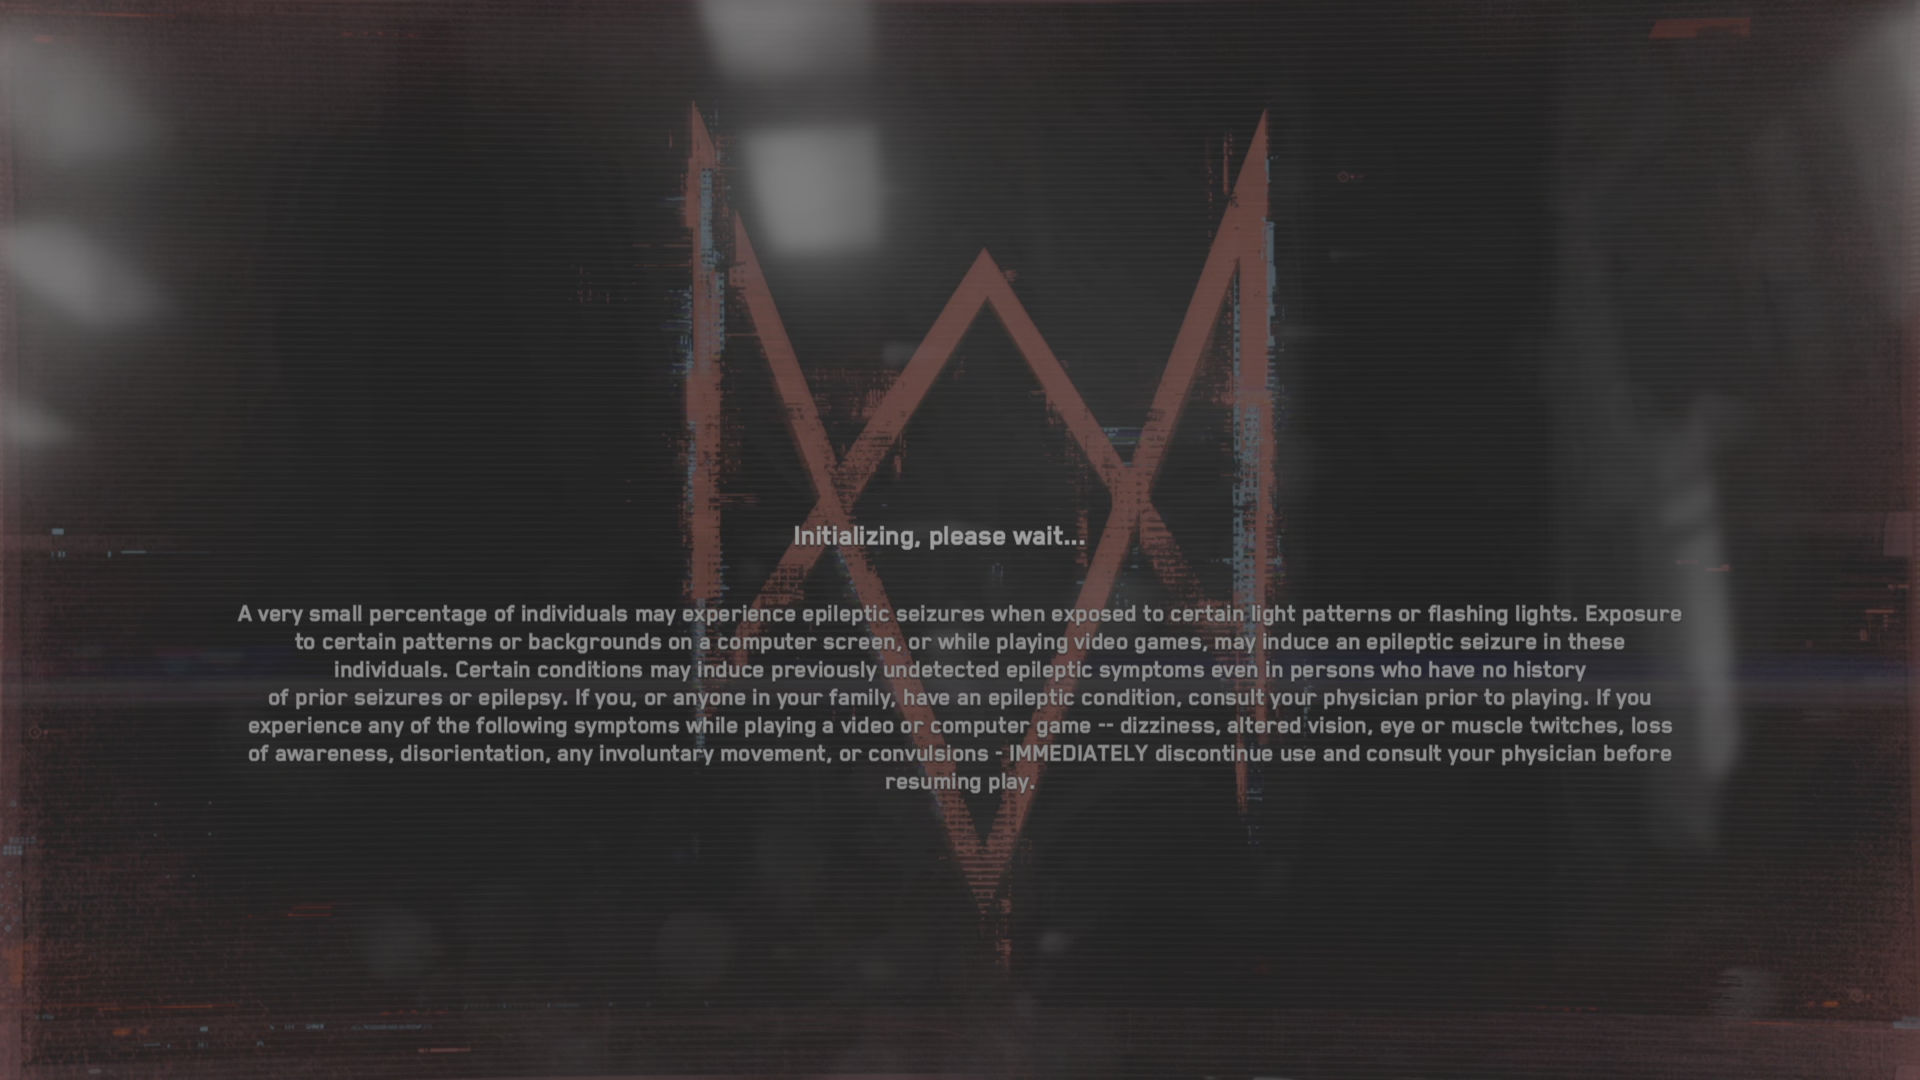 Initializing, please wait...
A very small percentage of individuals may experience epileptic seizures when exposed to certain light patterns or flashing lights. Exposure
to certain patterns or backgrounds on a computer screen, or while playing video games, may induce an epileptic seizure in these
individuals. Certain conditions may induce previously undetected epileptic symptoms even in persons who have no history
of prior seizures or epilepsy. If you, or anyone in your family, have an epileptic condition, consult your physician prior to playing. If you
experience any of the following symptoms while playing a video or computer game -- dizziness, altered vision, eye or muscle twitches, loss
of awareness, disorientation, any involuntary movement, or convulsions - IMMEDIATELY discontinue use and consult your physician before
resuming play.